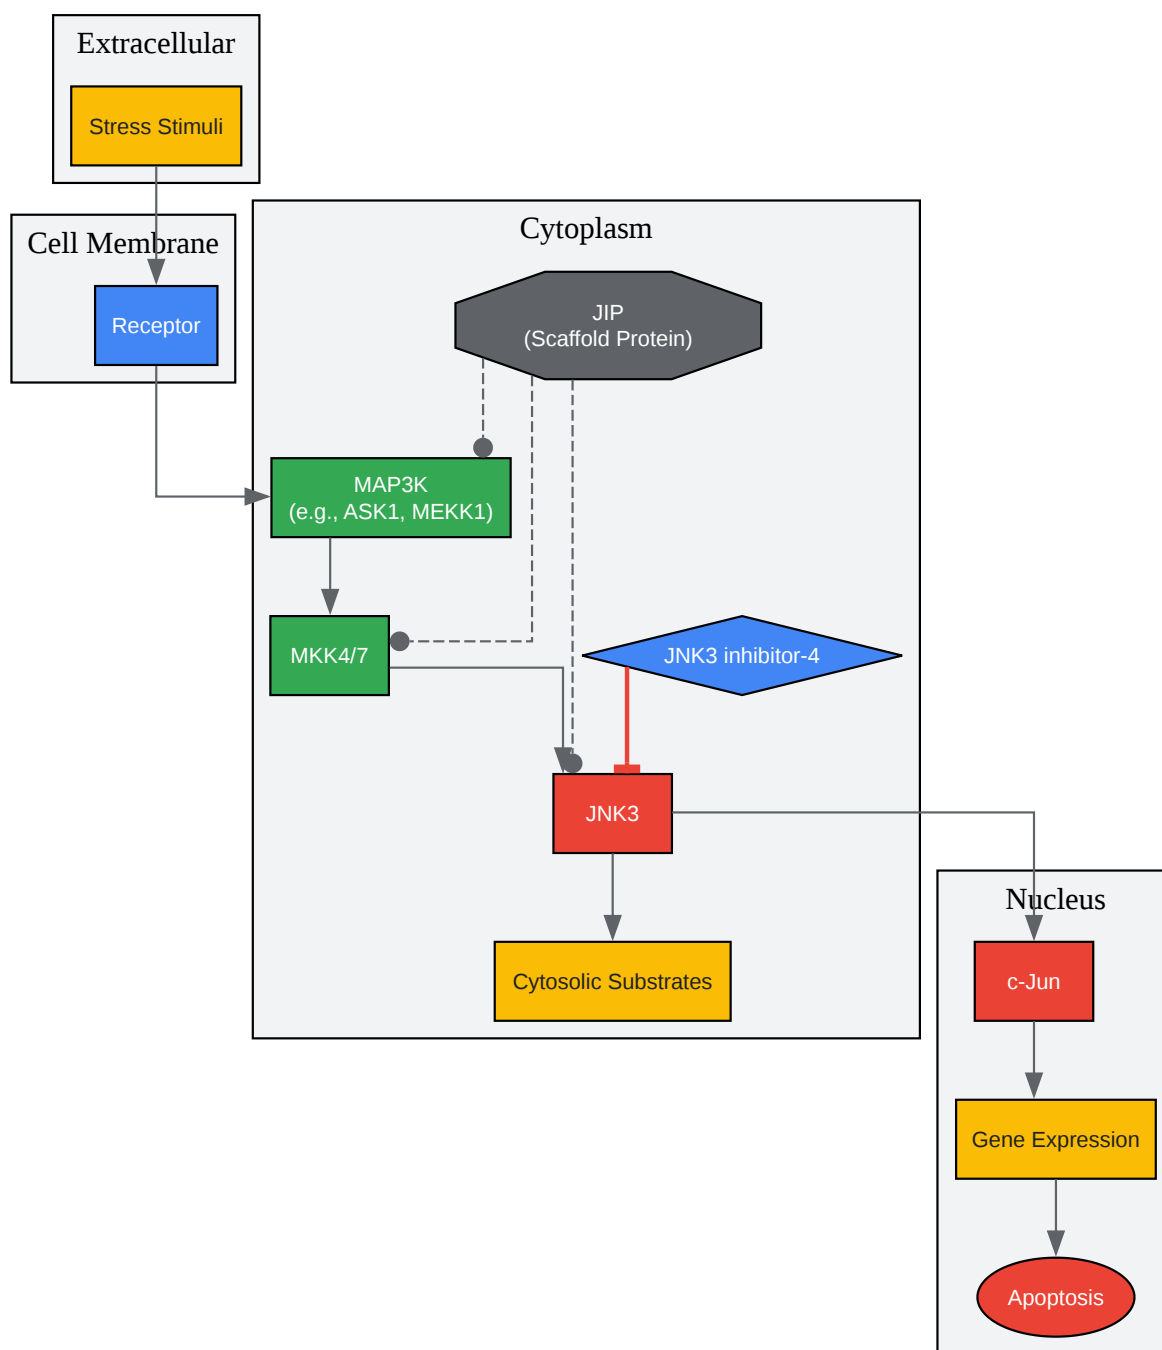 Extracellular
Stress Stimuli
Cell Membrane
Receptor
Cytoplasm
JIP
(Scaffold Protein)
MAP3K
(e.g., ASK1, MEKK1)
MKK4/7
JNK3 inhibitor-4
JNK3
Cytosolic Substrates
Nucleus
c-Jun
Gene Expression
Apoptosis